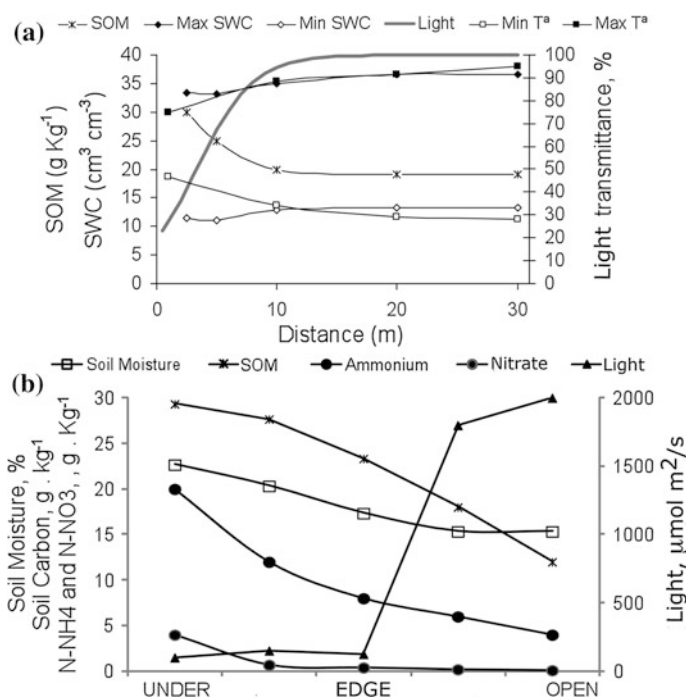 (a)
SOM Max SWC Min SWC Light Min Tª Max Tª
SOM (g Kg⁻¹)
SWC (cm³ cm⁻³)
40
35
30
25
20
15
10
5
0
100
90
80
70
60
50
40
30
20
10
0
Light transmittance, %
0 10 20 30
Distance (m)
Soil Moisture SOM Ammonium Nitrate Light
(b)
Soil Moisture, %
Soil Carbon, g . kg⁻¹
N-NH4 and N-NO3, , g . Kg⁻¹
30
25
20
15
10
5
0
2000
1500
1000
500
0
Light, µmol m²/s
UNDER EDGE OPEN